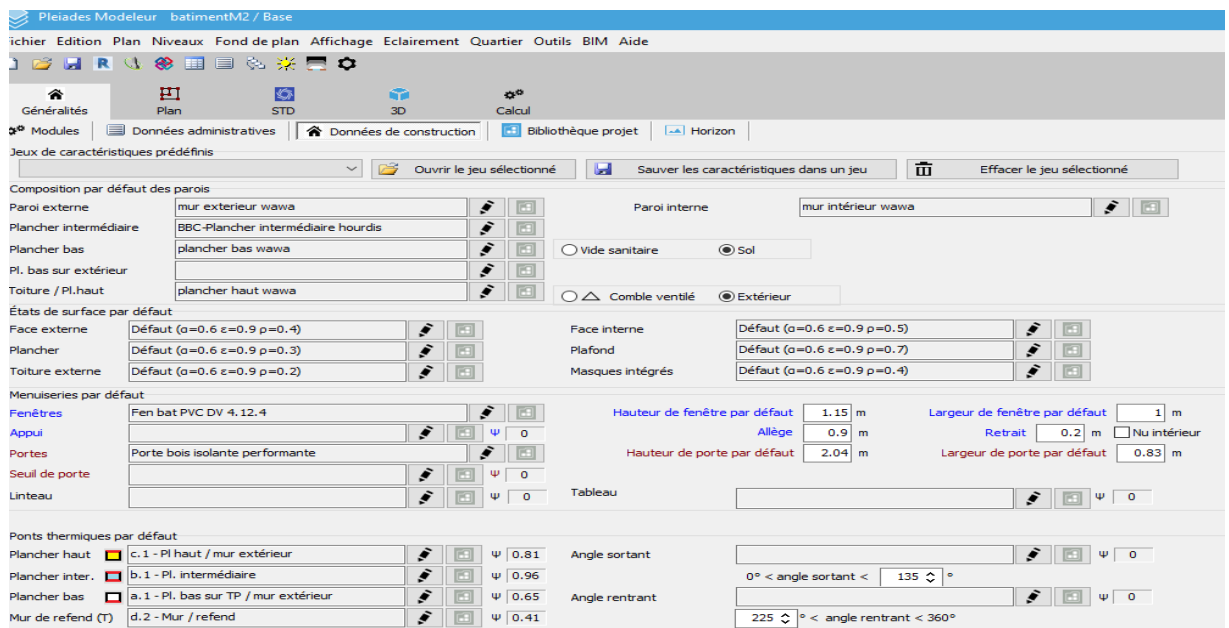 Pleiades Modeleur batimentM2 / Base
ichier Edition Plan Niveaux Fond de plan Affichage Eclairement Quartier Outils BIM Aide
Généralités Plan STD 3D Calcul
Modules Données administratives Données de construction Bibliothèque projet Horizon
Jeux de caractéristiques prédéfinis
Ouvrir le jeu sélectionné Sauver les caractéristiques dans un jeu Effacer le jeu sélectionné
Composition par défaut des parois
Paroi externe mur exterieur wawa Paroi interne mur intérieur wawa
Plancher intermédiaire BBC-Plancher intermédiaire hourdis
Plancher bas plancher bas wawa Vide sanitaire Sol
Pl. bas sur extérieur
Toiture / Pl.haut plancher haut wawa Comble ventilé Extérieur
États de surface par défaut
Face externe Défaut (α=0.6 ε=0.9 ρ=0.4) Face interne Défaut (α=0.6 ε=0.9 ρ=0.5)
Plancher Défaut (α=0.6 ε=0.9 ρ=0.3) Plafond Défaut (α=0.6 ε=0.9 ρ=0.7)
Toiture externe Défaut (α=0.6 ε=0.9 ρ=0.2) Masques intégrés Défaut (α=0.6 ε=0.9 ρ=0.4)
Menuiseries par défaut
Fenêtres Fen bat PVC DV 4.12.4 Hauteur de fenêtre par défaut 1.15 m Largeur de fenêtre par défaut 1 m
Appui Ψ 0 Allège 0.9 m Retrait 0.2 m Nu intérieur
Portes Porte bois isolante performante Hauteur de porte par défaut 2.04 m Largeur de porte par défaut 0.83 m
Seuil de porte Ψ 0
Linteau Ψ 0 Tableau Ψ 0
Ponts thermiques par défaut
Plancher haut c.1 - Pl haut / mur extérieur Ψ 0.81 Angle sortant Ψ 0
Plancher inter. b.1 - Pl. intermédiaire Ψ 0.96 0° < angle sortant < 135 °
Plancher bas a.1 - Pl. bas sur TP / mur extérieur Ψ 0.65 Angle rentrant Ψ 0
Mur de refend (T) d.2 - Mur / refend Ψ 0.41 225 ° < angle rentrant < 360°